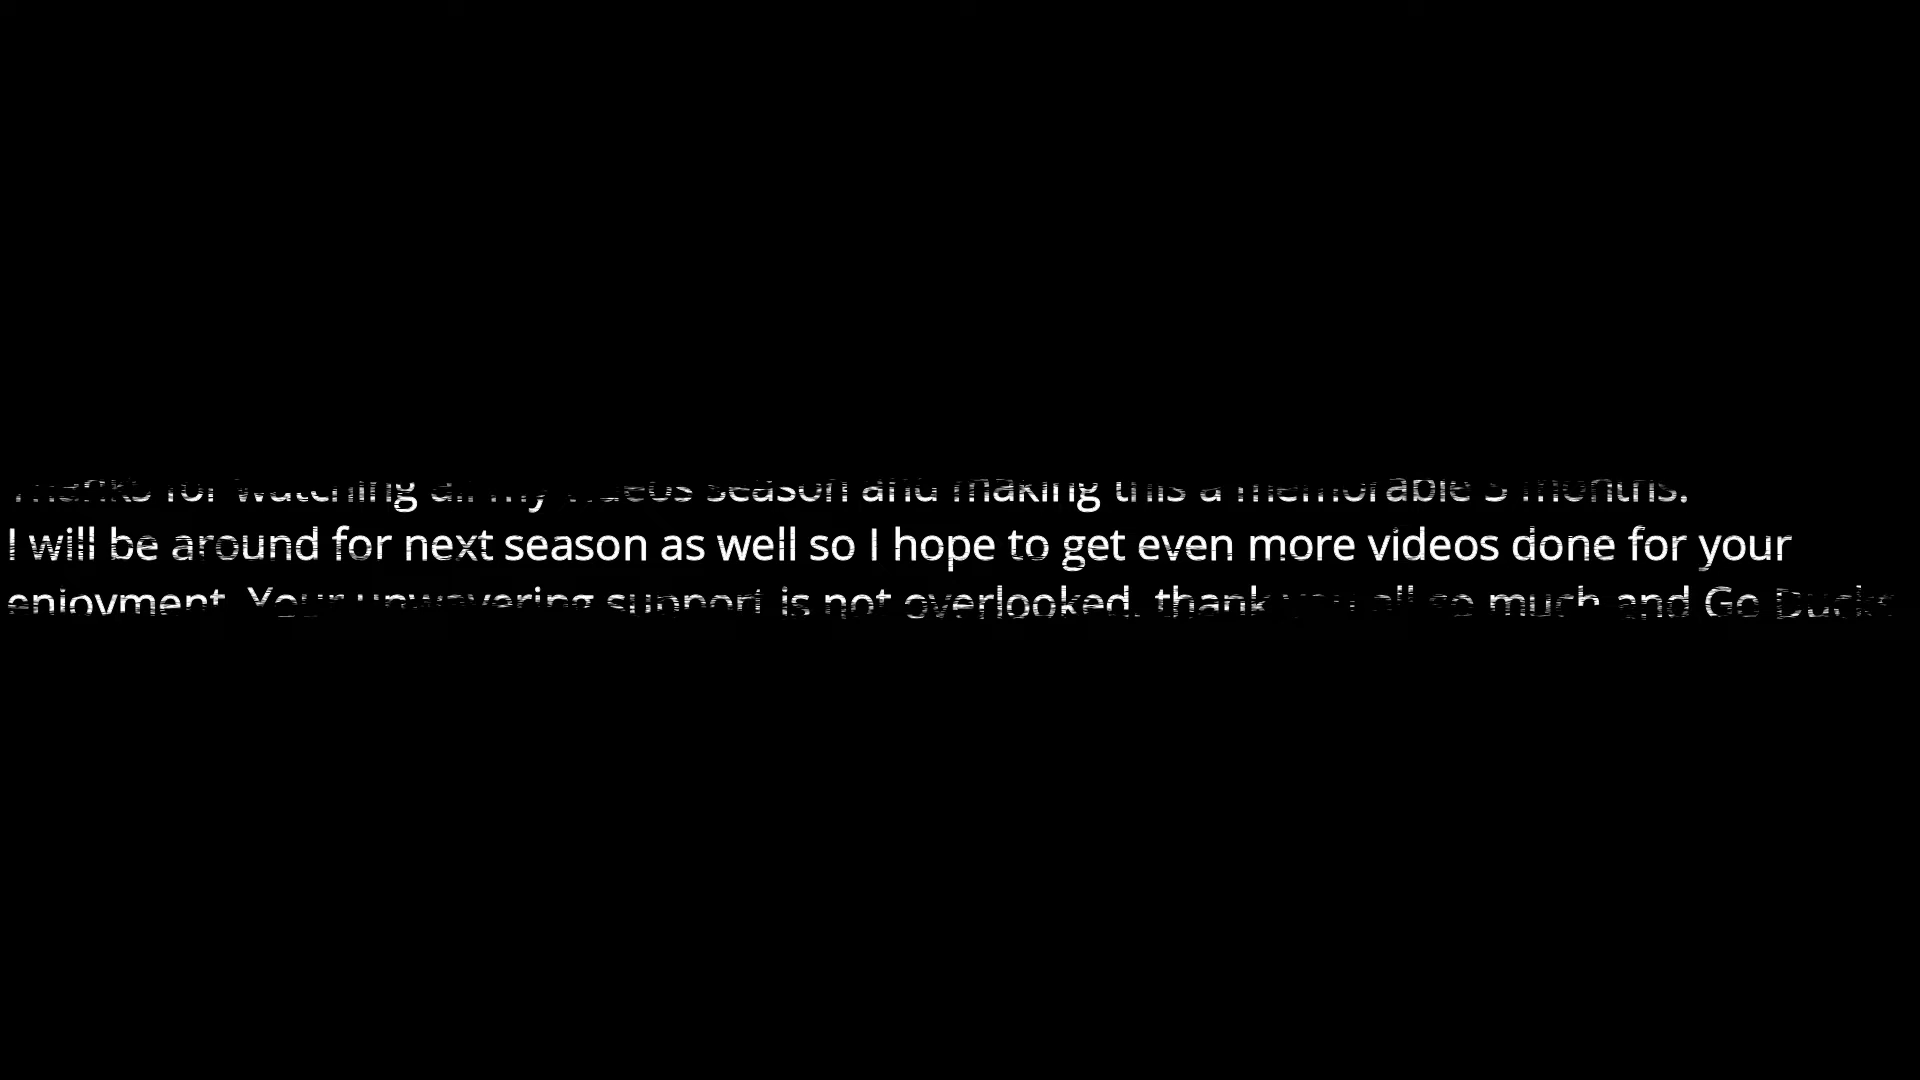 Thanks for watching all my videos season and making this a memorable months.
I will be around for next season as well so I hope to get even more videos done for your
enjoyment. Your unwavering support is not overlooked, thank you all so much and Go Ducks